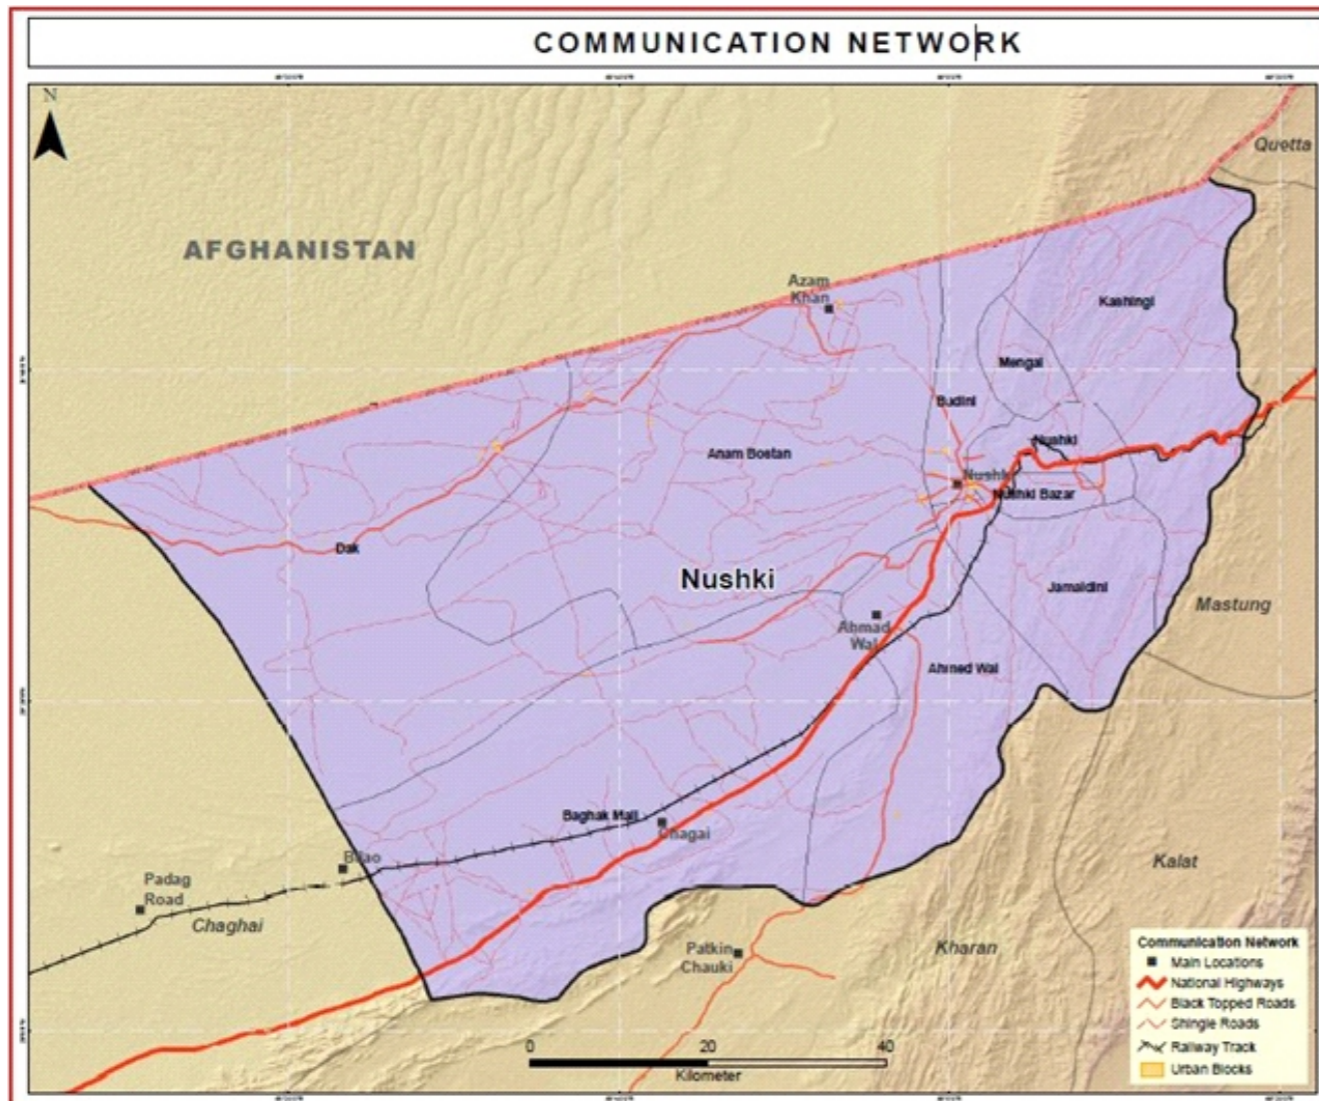 COMMUNICATION NETWORK
N
Quetta
AFGHANISTAN
Azam
Khan
Kashingi
Mengal
Budini
Nushki
Anam Bostan
Nushki
Nushki Bazar
Dak
Nushki
Jamaldini
Mastung
Ahmad
Wal
Ahmed Wal
Baghak Mall
Chagai
Padag
Road
Chaghai
Patkin
Chauki
Kharan
Kalat
Communication Network
Main Locations
National Highways
Black Topped Roads
Shingle Roads
Railway Track
Urban Blocks
0 20 40
Kilometer